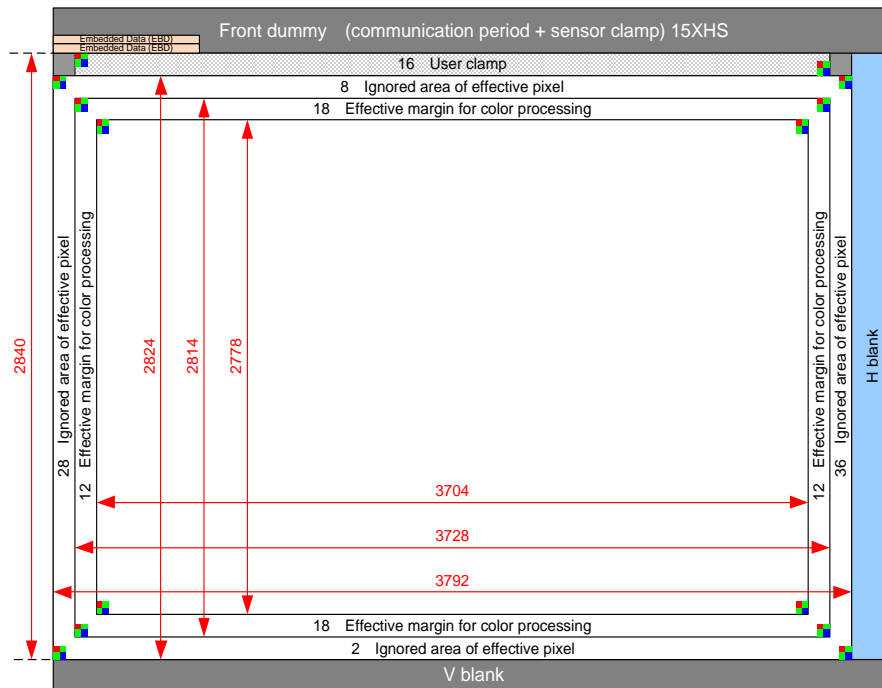 Front dummy (communication period + sensor clamp) 15XHS
Embedded Data (EBD)
Embedded Data (EBD)
16 User clamp
8 Ignored area of effective pixel
18 Effective margin for color processing
2840
28 Ignored area of effective pixel
12 Effective margin for color processing
2824
2814
2778
12 Effective margin for color processing
36 Ignored area of effective pixel
H blank
3704
3728
3792
18 Effective margin for color processing
2 Ignored area of effective pixel
V blank